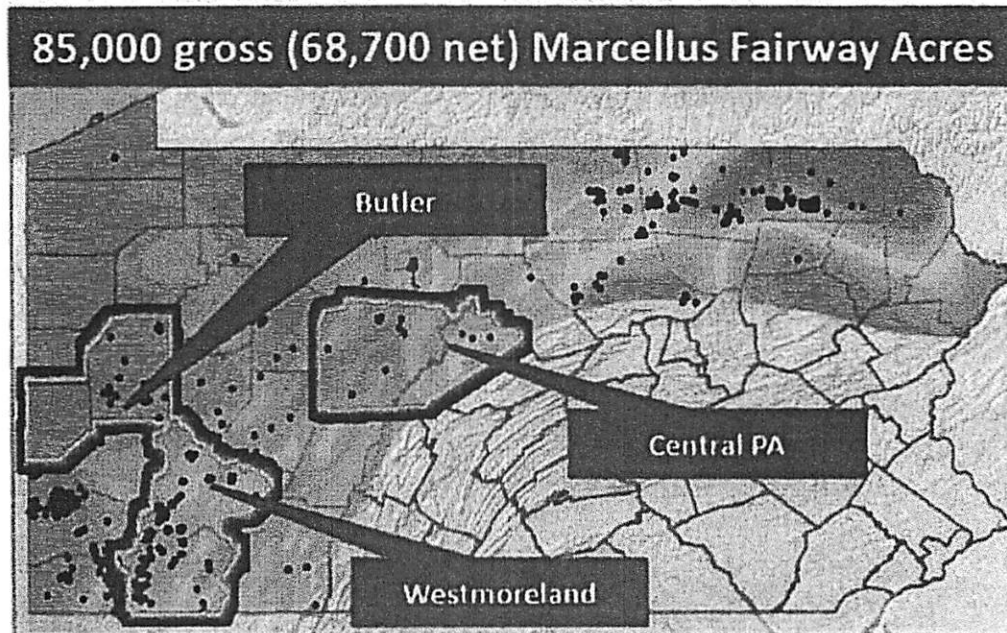 85,000 gross (68,700 net) Marcellus Fairway Acres
Butler
Central PA
Westmoreland